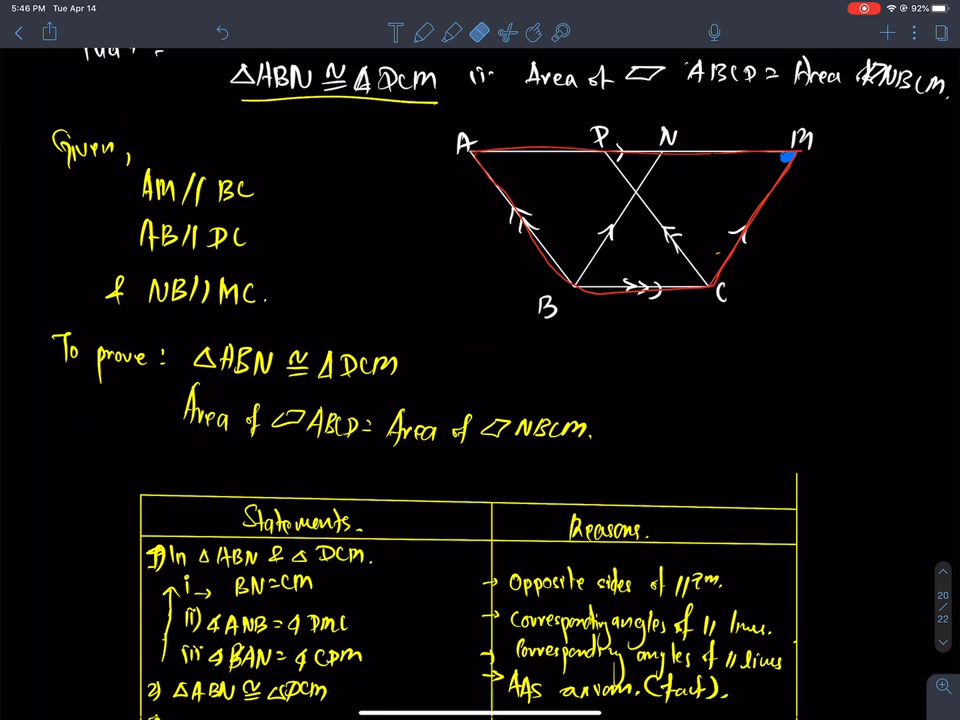 5:46 PM Tue Apr 14
92%
△ABN ≅ △DCM ii. Area of ▱ ABCD = Area of ▱NBCM.
Given,
AM // BC
AB // DC
& NB // MC.
A P N M
B C
To prove : △ABN ≅ △DCM
Area of ▱ABCD = Area of ▱NBCM.
Statements. Reasons.
1) In △ABN & △ DCM.
i → BN = CM → Opposite sides of //gm.
ii) ∢ANB = ∢DMC → Corresponding angles of // lines.
iii ∢BAN = ∢CDM → Corresponding angles of // lines
2) △ABN ≅ △DCM → AAS axiom. (fact).
20
22